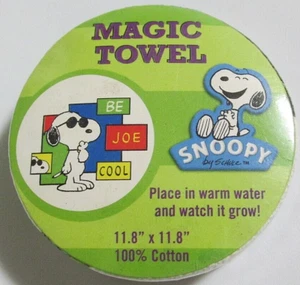 MAGIC
TOWEL
BE
JOE
COOL
SNOOPY
by Schulz™
Place in warm water
and watch it grow!
11.8" x 11.8"
100% Cotton